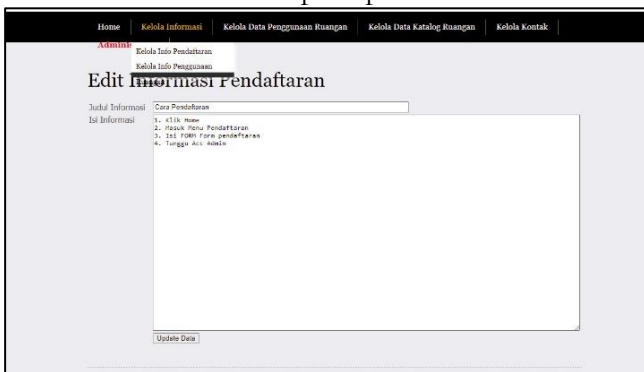 Home Kelola Informasi Kelola Data Penggunaan Ruangan Kelola Data Katalog Ruangan Kelola Kontak
Kelola Info Pendaftaran
Kelola Info Penggunaan
Edit Informasi Pendaftaran
Judul Informasi Cara Pendaftaran
Isi Informasi
1. Klik Home
2. Masuk Menu Pendaftaran
3. Isi FORM Form pendaftaran
4. Tunggu Acc Admin
Update Data